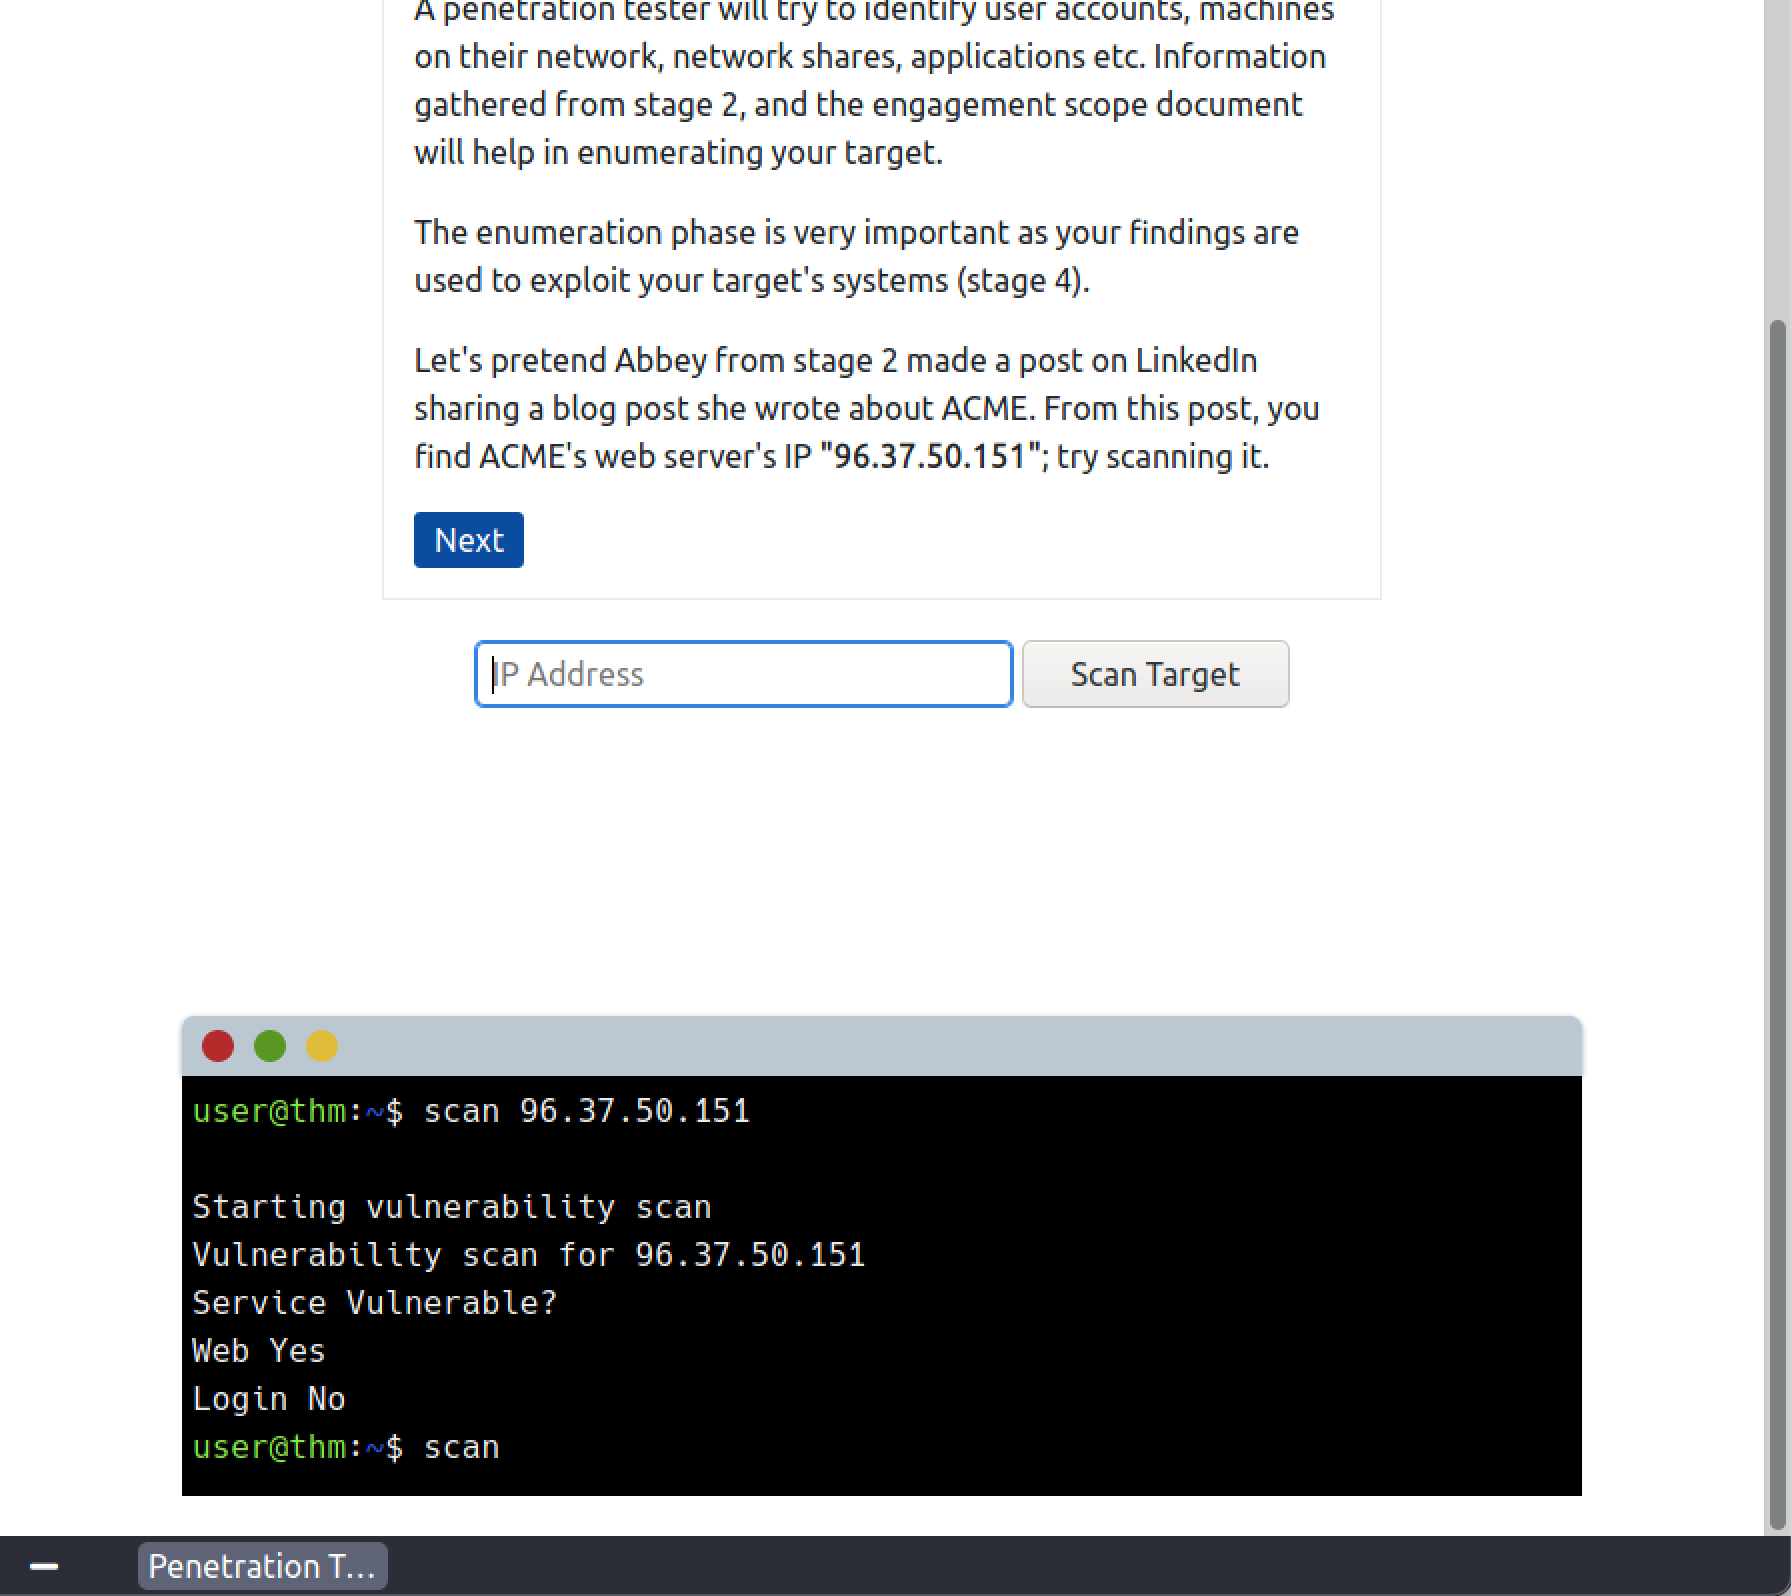 A penetration tester will try to identify user accounts, machines
on their network, network shares, applications etc. Information
gathered from stage 2, and the engagement scope document
will help in enumerating your target.
The enumeration phase is very important as your findings are
used to exploit your target's systems (stage 4).
Let's pretend Abbey from stage 2 made a post on LinkedIn
sharing a blog post she wrote about ACME. From this post, you
find ACME's web server's IP "96.37.50.151"; try scanning it.
Next
IP Address
Scan Target
user@thm:~$ scan 96.37.50.151
Starting vulnerability scan
Vulnerability scan for 96.37.50.151
Service Vulnerable?
Web Yes
Login No
user@thm:~$ scan
Penetration T...